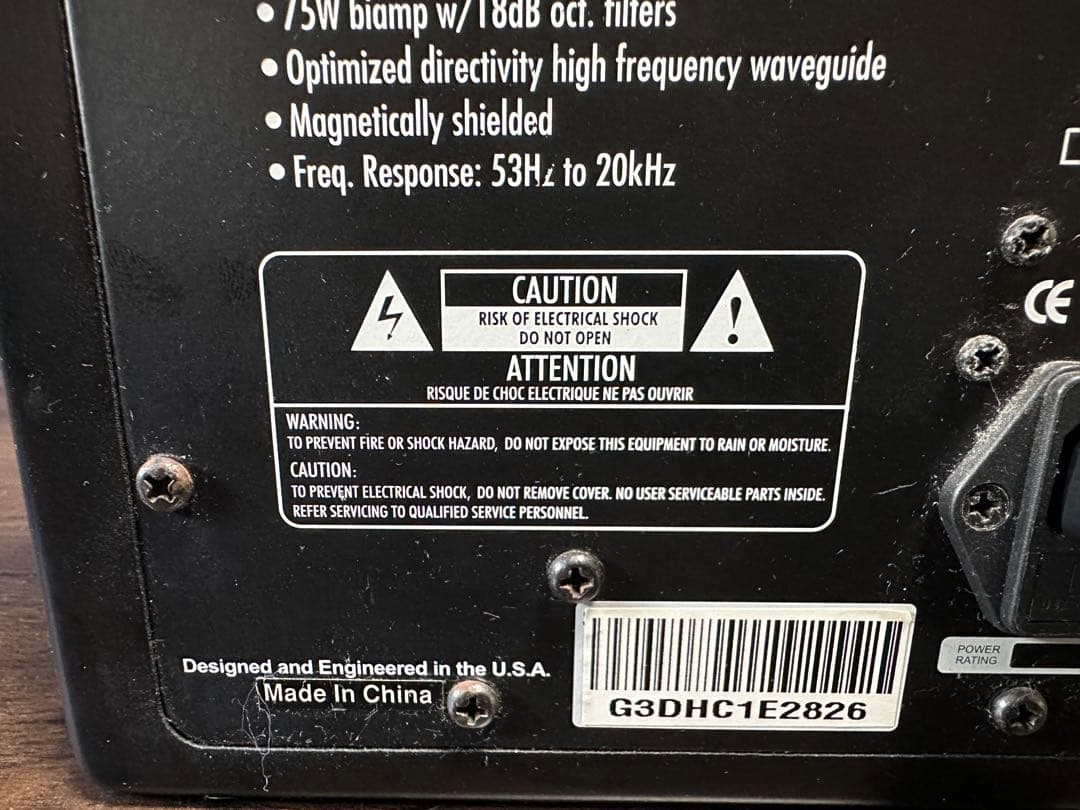 • 75W biamp w/18dB oct. filters
• Optimized directivity high frequency waveguide
• Magnetically shielded
• Freq. Response: 53Hz to 20kHz
CAUTION
RISK OF ELECTRICAL SHOCK
DO NOT OPEN
ATTENTION
RISQUE DE CHOC ELECTRIQUE NE PAS OUVRIR
WARNING:
TO PREVENT FIRE OR SHOCK HAZARD, DO NOT EXPOSE THIS EQUIPMENT TO RAIN OR MOISTURE.
CAUTION:
TO PREVENT ELECTRICAL SHOCK, DO NOT REMOVE COVER. NO USER SERVICEABLE PARTS INSIDE.
REFER SERVICING TO QUALIFIED SERVICE PERSONNEL.
CE
POWER
RATING
Designed and Engineered in the U.S.A.
Made In China
G3DHC1E2826